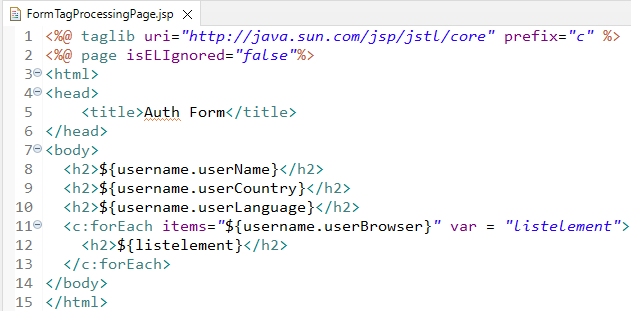 FormTagProcessingPage.jsp
1 <%@ taglib uri="http://java.sun.com/jsp/jstl/core" prefix="c" %>
2 <%@ page isELIgnored="false"%>
3 <html>
4 <head>
5     <title>Auth Form</title>
6 </head>
7 <body>
8   <h2>${username.userName}</h2>
9   <h2>${username.userCountry}</h2>
10   <h2>${username.userLanguage}</h2>
11   <c:forEach items="${username.userBrowser}" var = "listelement">
12     <h2>${listelement}</h2>
13   </c:forEach>
14 </body>
15 </html>